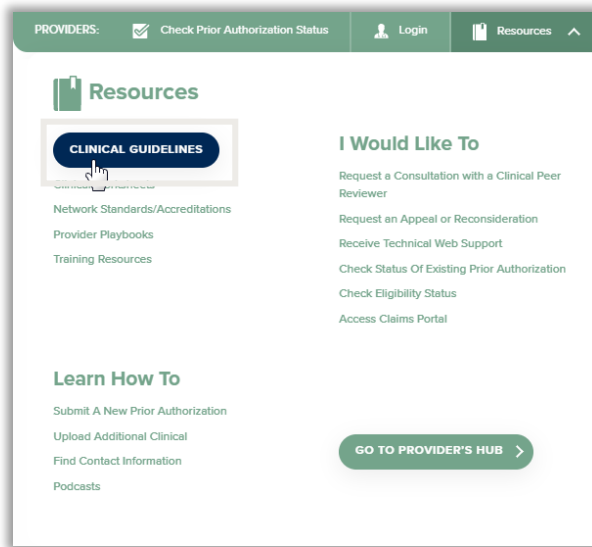 PROVIDERS:
Check Prior Authorization Status
Login
Resources
Resources
CLINICAL GUIDELINES
Network Standards/Accreditations
Provider Playbooks
Training Resources
I Would Like To
Request a Consultation with a Clinical Peer
Reviewer
Request an Appeal or Reconsideration
Receive Technical Web Support
Check Status Of Existing Prior Authorization
Check Eligibility Status
Access Claims Portal
Learn How To
Submit A New Prior Authorization
Upload Additional Clinical
Find Contact Information
Podcasts
GO TO PROVIDER'S HUB